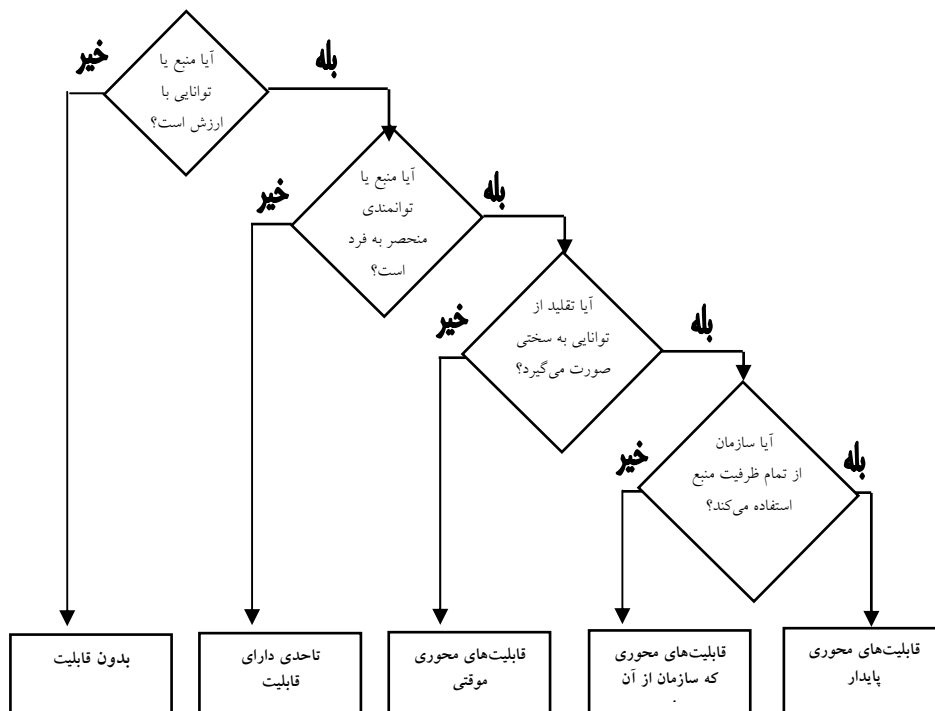 خیر
بله
آیا منبع یا
توانایی با
ارزش است؟
خیر
بله
آیا منبع یا
توانمندی
منحصر به فرد
است؟
خیر
بله
آیا تقلید از
توانایی به سختی
صورت می‌گیرد؟
خیر
بله
آیا سازمان
از تمام ظرفیت منبع
استفاده می‌کند؟
بدون قابلیت
تاحدی دارای
قابلیت
قابلیت‌های محوری
موقتی
قابلیت‌های محوری
که سازمان از آن
قابلیت‌های محوری
پایدار